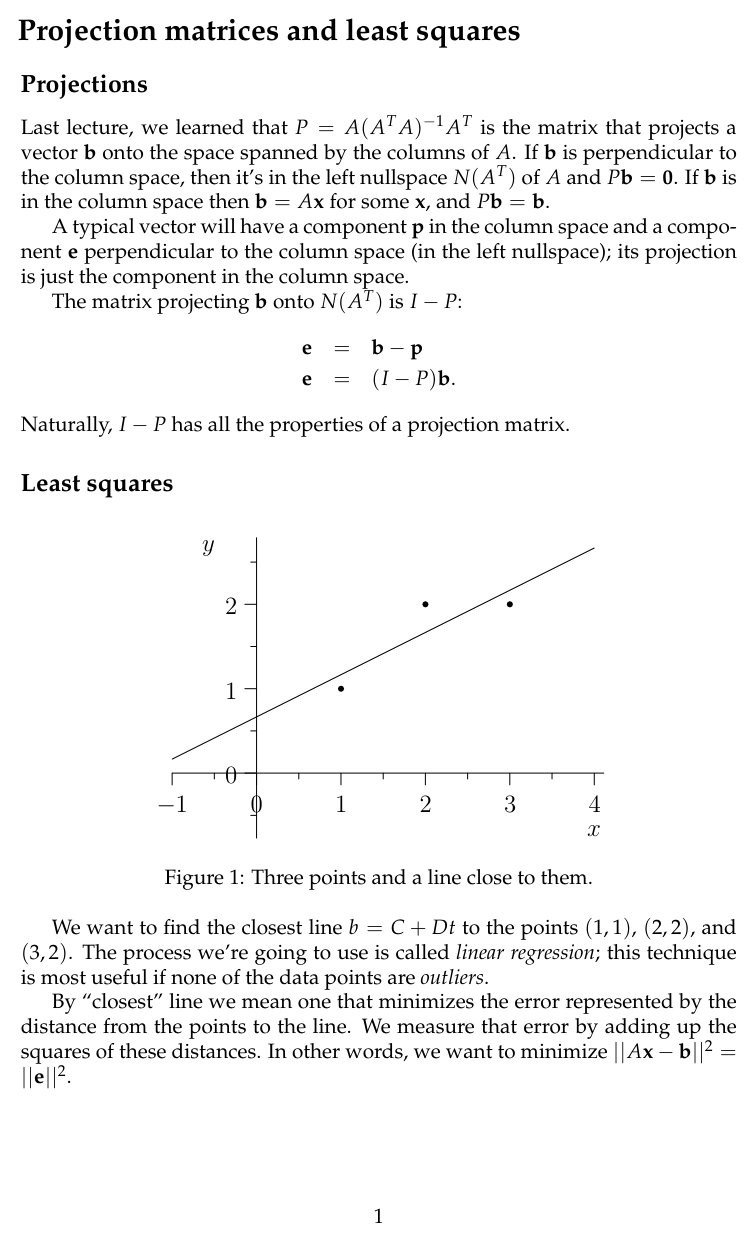 Projection matrices and least squares
Projections
Last lecture, we learned that P = A(AᵀA)⁻¹Aᵀ is the matrix that projects a
vector b onto the space spanned by the columns of A. If b is perpendicular to
the column space, then it's in the left nullspace N(Aᵀ) of A and Pb = 0. If b is
in the column space then b = Ax for some x, and Pb = b.
A typical vector will have a component p in the column space and a compo-
nent e perpendicular to the column space (in the left nullspace); its projection
is just the component in the column space.
The matrix projecting b onto N(Aᵀ) is I − P:
e = b − p
e = (I − P)b.
Naturally, I − P has all the properties of a projection matrix.
Least squares
y
2
1
0
−1 0 1 2 3 4
x
Figure 1: Three points and a line close to them.
We want to find the closest line b = C + Dt to the points (1, 1), (2, 2), and
(3, 2). The process we're going to use is called linear regression; this technique
is most useful if none of the data points are outliers.
By “closest” line we mean one that minimizes the error represented by the
distance from the points to the line. We measure that error by adding up the
squares of these distances. In other words, we want to minimize ||Ax − b||² =
||e||².
1